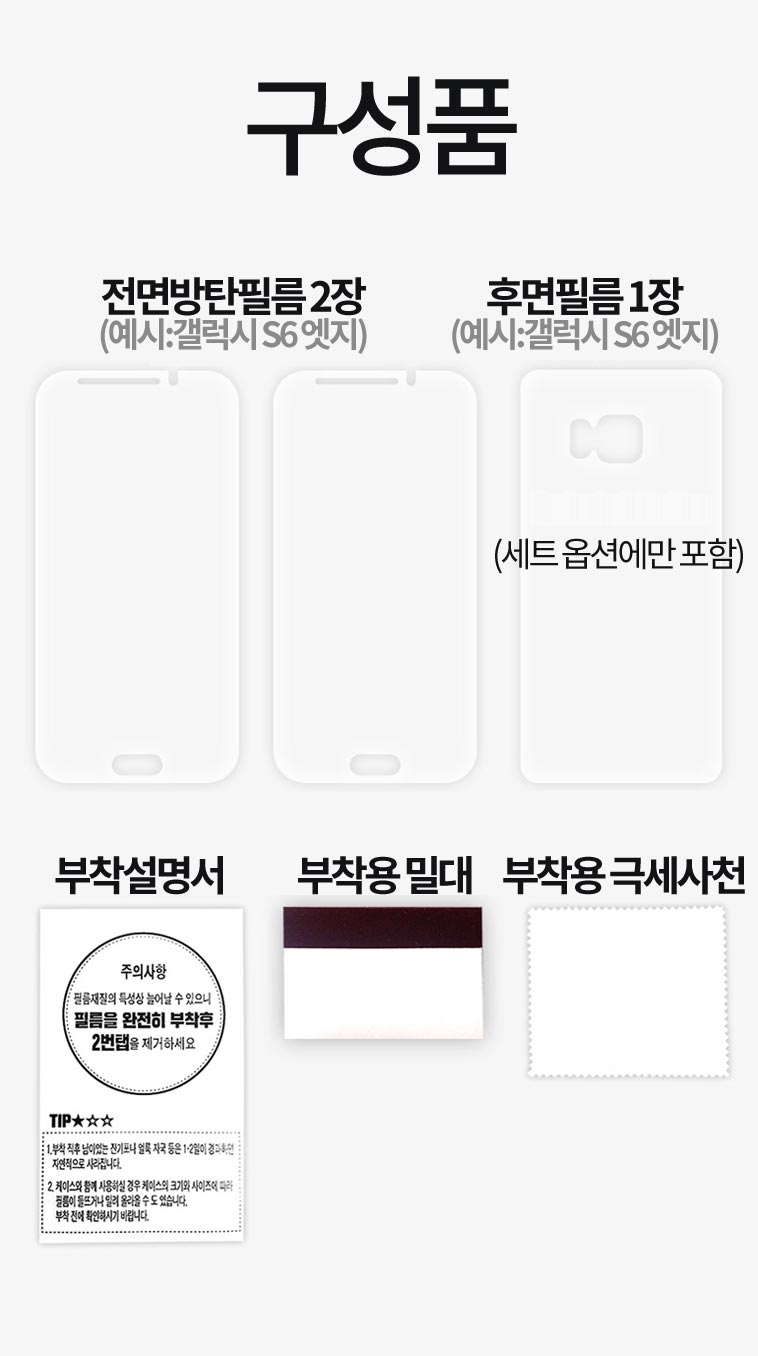 구성품
전면방탄필름 2장
(예시:갤럭시 S6 엣지)
후면필름 1장
(예시:갤럭시 S6 엣지)
(세트 옵션에만 포함)
부착설명서
부착용 밀대
부착용 극세사천
주의사항
필름재질의 특성상 늘어날 수 있으니
필름을 완전히 부착후
2번탭을 제거하세요
TIP★☆☆
1.부착 직후 남아있는 잔기포나 얼룩 자국 등은 1-2일이 경과하면
자연적으로 사라집니다.
2. 케이스와 함께 사용하실 경우 케이스의 크기와 사이즈에 따라
필름이 들뜨거나 밀려 올라올 수 도 있습니다.
부착 전에 확인하시기 바랍니다.